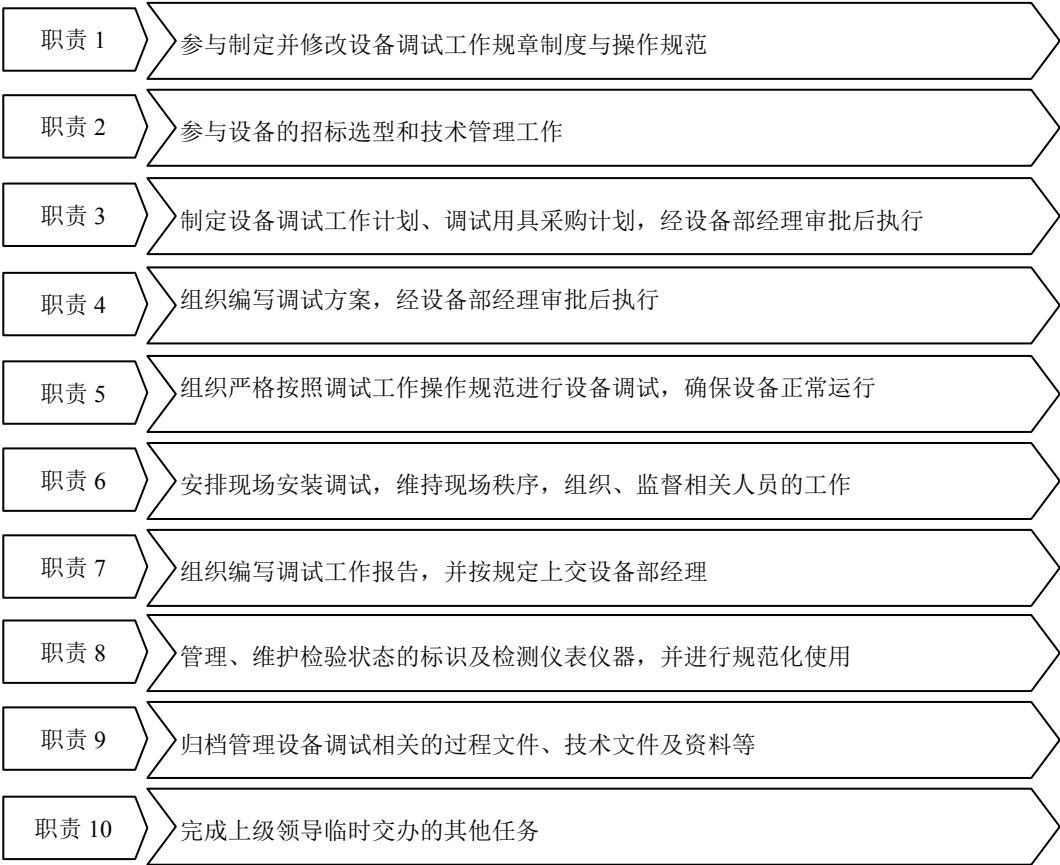 职责 1
参与制定并修改设备调试工作规章制度与操作规范
职责 2
参与设备的招标选型和技术管理工作
职责 3
制定设备调试工作计划、调试用具采购计划，经设备部经理审批后执行
职责 4
组织编写调试方案，经设备部经理审批后执行
职责 5
组织严格按照调试工作操作规范进行设备调试，确保设备正常运行
职责 6
安排现场安装调试，维持现场秩序，组织、监督相关人员的工作
职责 7
组织编写调试工作报告，并按规定上交设备部经理
职责 8
管理、维护检验状态的标识及检测仪表仪器，并进行规范化使用
职责 9
归档管理设备调试相关的过程文件、技术文件及资料等
职责 10
完成上级领导临时交办的其他任务